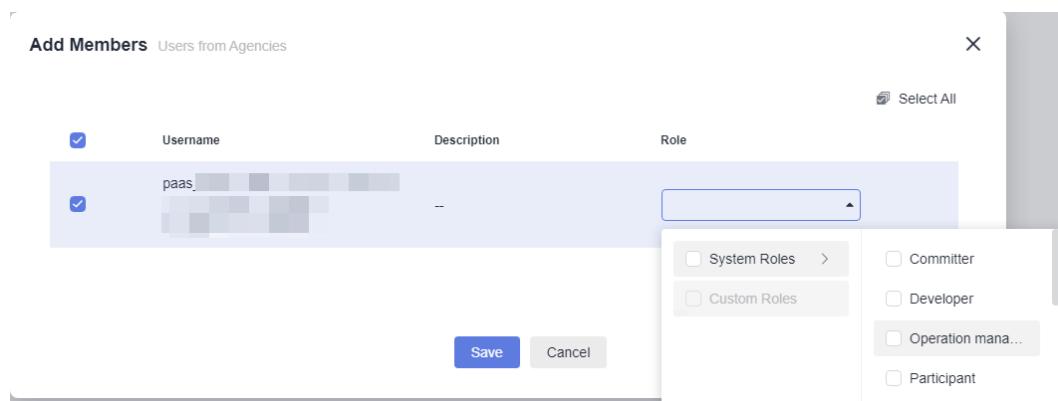 Add Members Users from Agencies
Select All
Username Description Role
paas_
--
System Roles
Committer
Custom Roles
Developer
Operation mana...
Participant
Save Cancel